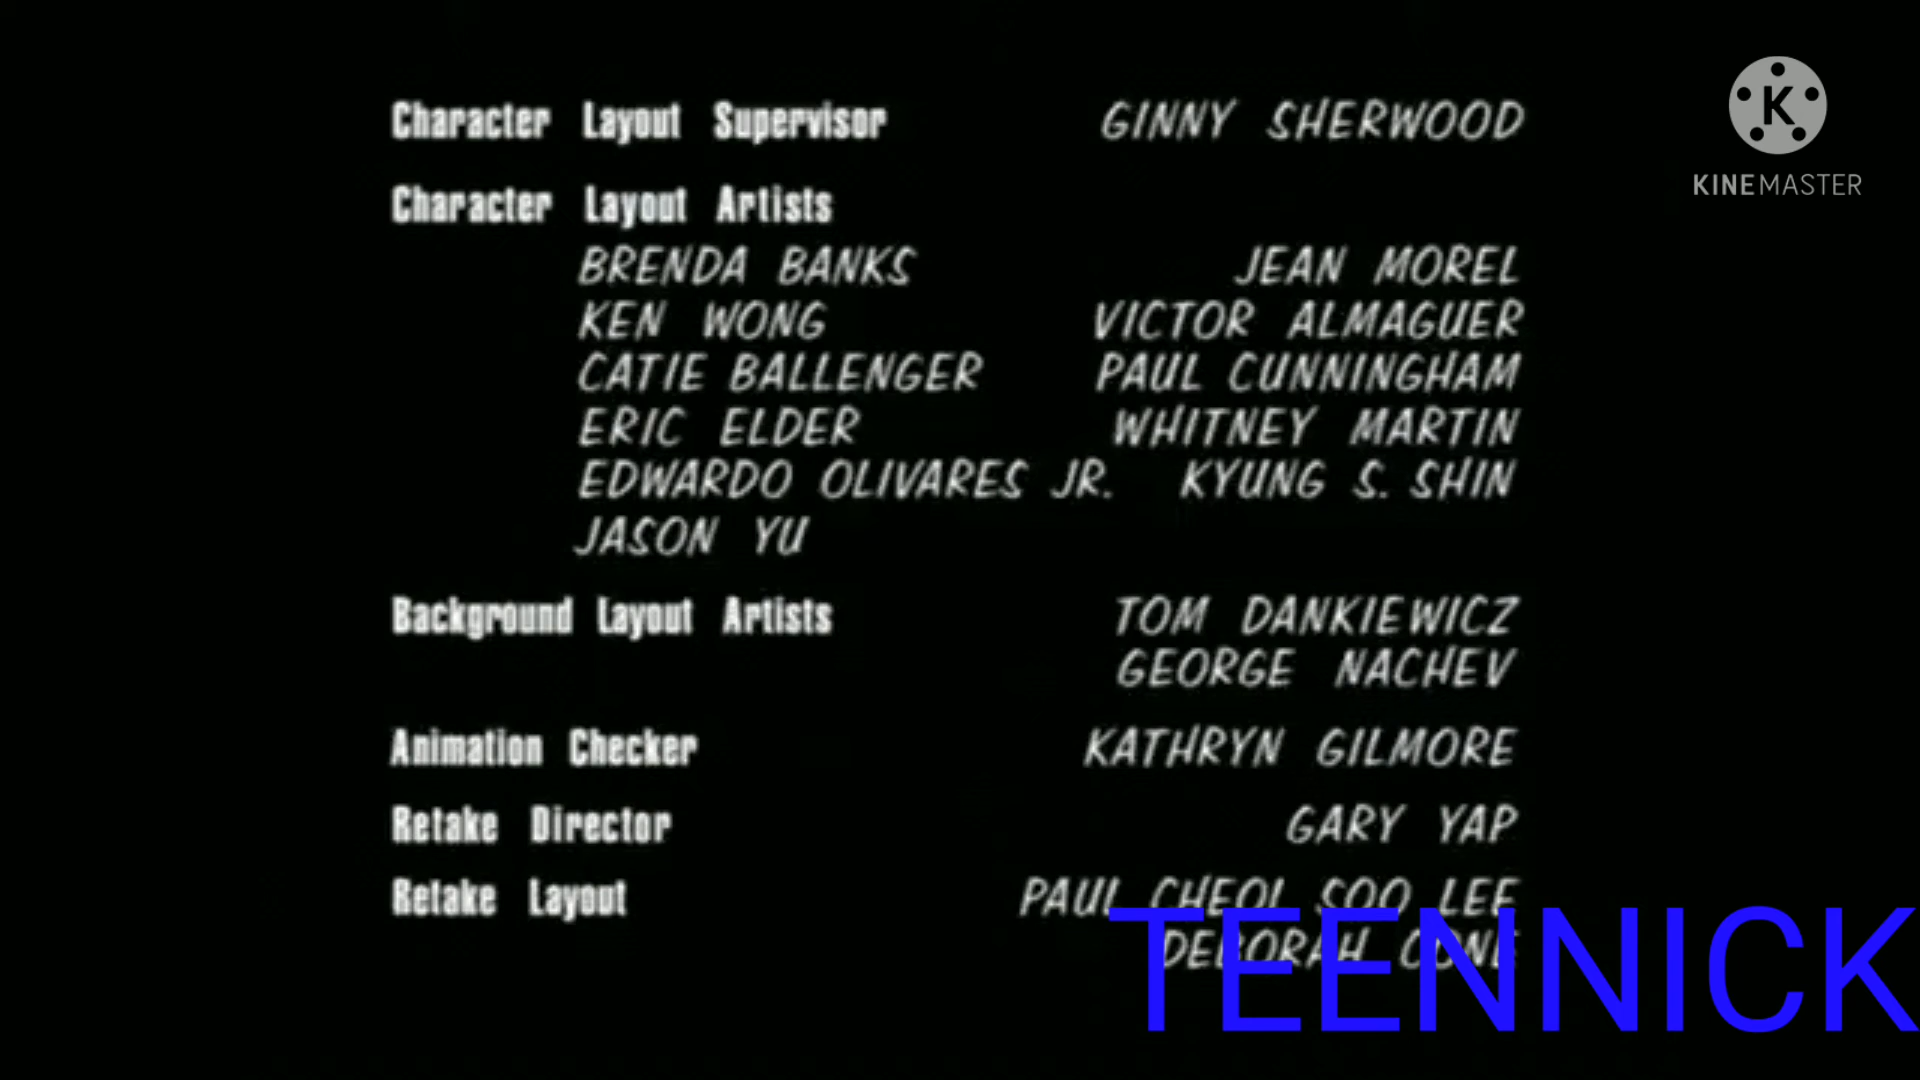 Character Layout Supervisor GINNY SHERWOOD
KINEMASTER
Character Layout Artists
BRENDA BANKS JEAN MOREL
KEN WONG VICTOR ALMAGUER
CATIE BALLENGER PAUL CUNNINGHAM
ERIC ELDER WHITNEY MARTIN
EDWARDO OLIVARES JR. KYUNG S. SHIN
JASON YU
Background Layout Artists TOM DANKIEWICZ
GEORGE NACHEV
Animation Checker KATHRYN GILMORE
Retake Director GARY YAP
Retake Layout PAUL CHEOL SOO LEE
DEBORAH CONE
TEENNICK